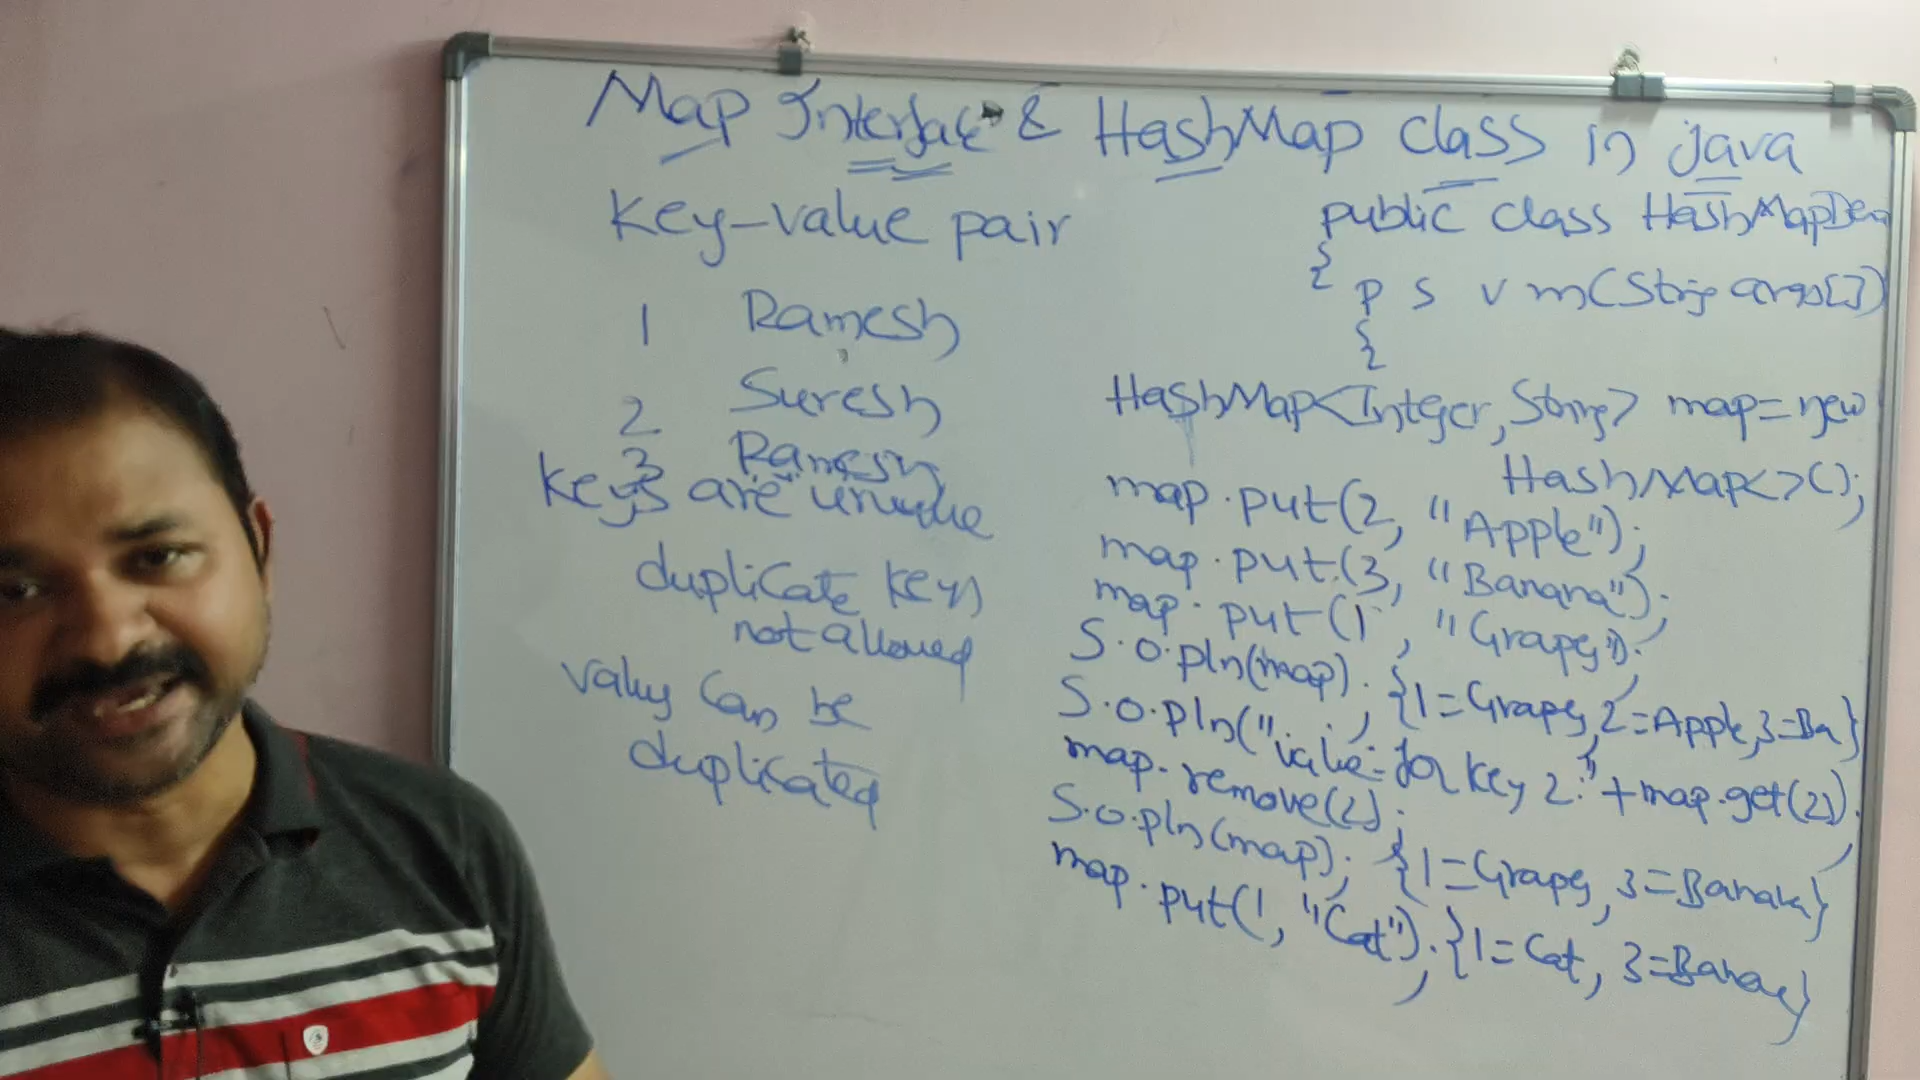 Map Interface & HashMap class in java
Key-value pair
1 Ramesh
2 Suresh
3 Ramesh
Keys are unique
duplicate keys
not allowed
values can be
duplicated
public class HashMapDem
{
p s v m(String args[])
{
HashMap<Integer,String> map=new
HashMap<>();
map.put(2, "Apple");
map.put(3, "Banana");
map.put(1, "Grapes");
S.o.pln(map); {1=Grapes, 2=Apple, 3=Ba}
S.o.pln("value for key 2:"+map.get(2));
map.remove(2);
S.o.pln(map); {1=Grapes, 3=Banana}
map.put(1, "Cat"); {1=Cat, 3=Banana}